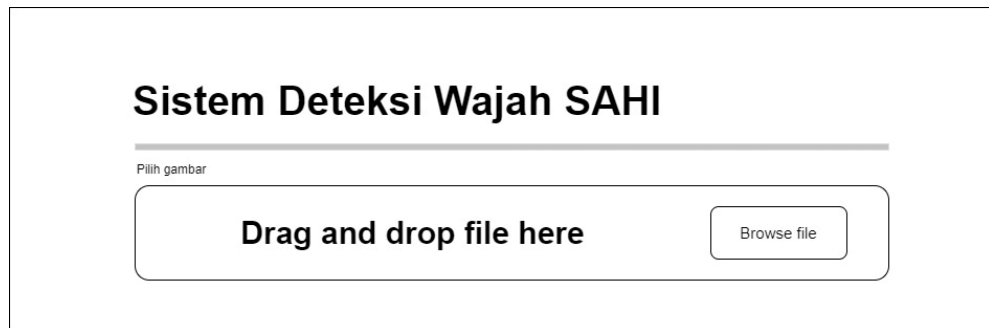 Sistem Deteksi Wajah SAHI
Pilih gambar
Drag and drop file here
Browse file